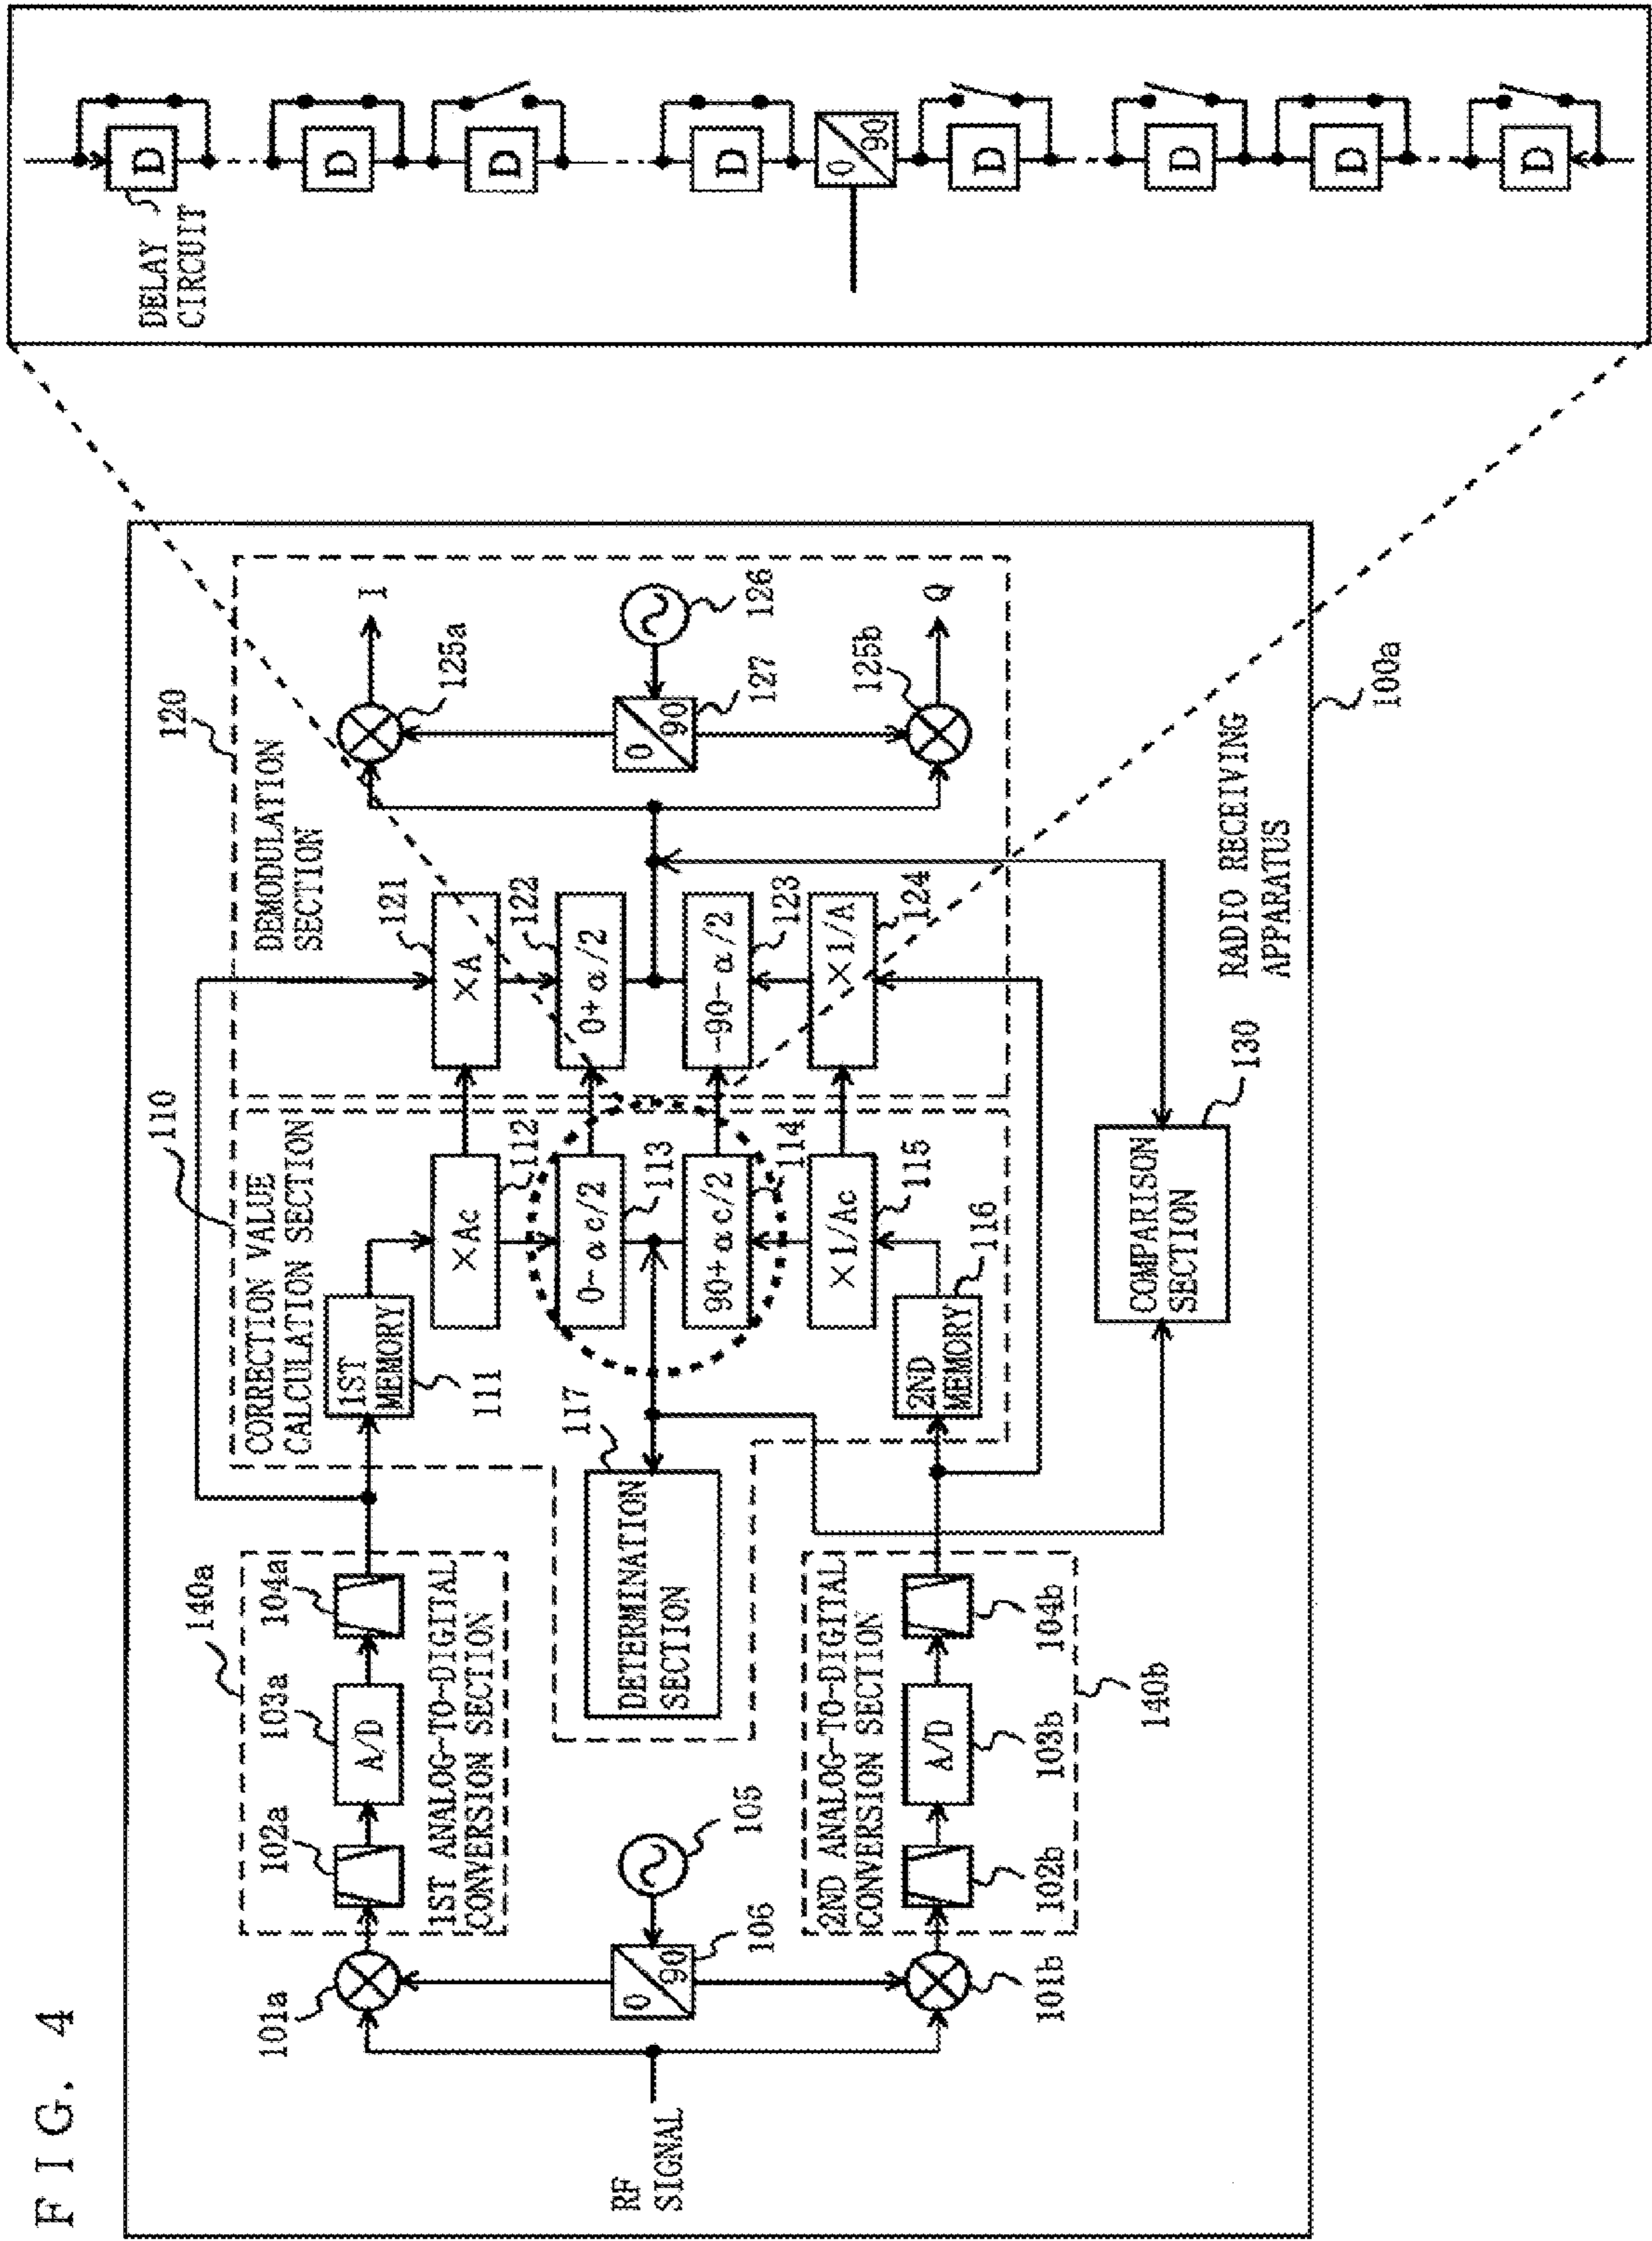 FIG. 4
RF
SIGNAL
101a
101b
0
90
106
105
140a
102a
103a
A/D
104a
1ST ANALOG-TO-DIGITAL
CONVERSION SECTION
2ND ANALOG-TO-DIGITAL
CONVERSION SECTION
102b
103b
A/D
104b
140b
110
CORRECTION VALUE
CALCULATION SECTION
1ST
MEMORY
111
×Ac
112
0-αc/2
113
90+αc/2
114
×1/Ac
115
2ND
MEMORY
116
117
DETERMINATION
SECTION
COMPARISON
SECTION
130
120
DEMODULATION
SECTION
121
×A
122
0+α/2
-90-α/2
123
×1/A
124
125a
I
0
90
127
126
125b
Q
RADIO RECEIVING
APPARATUS
100a
DELAY
CIRCUIT
D
D
D
D
0
90
D
D
D
D